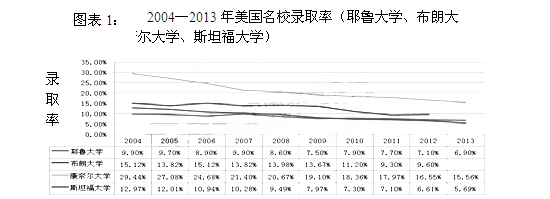 图表1： 2004—2013年美国名校录取率（耶鲁大学、布朗大
尔大学、斯坦福大学）
录取率
35.00%
30.00%
25.00%
20.00%
15.00%
10.00%
5.00%
0.00%
2004 2005 2006 2007 2008 2009 2010 2011 2012 2013
耶鲁大学 9.90% 9.70% 8.90% 9.90% 8.60% 7.50% 7.90% 7.70% 7.10% 6.90%
布朗大学 15.12% 13.82% 15.12% 13.82% 13.98% 13.67% 11.20% 9.30% 9.60%
康奈尔大学 29.44% 27.08% 24.68% 21.40% 20.67% 19.10% 18.36% 17.97% 16.55% 15.56%
斯坦福大学 12.97% 12.01% 10.94% 10.28% 9.49% 7.97% 7.30% 7.10% 6.61% 5.69%